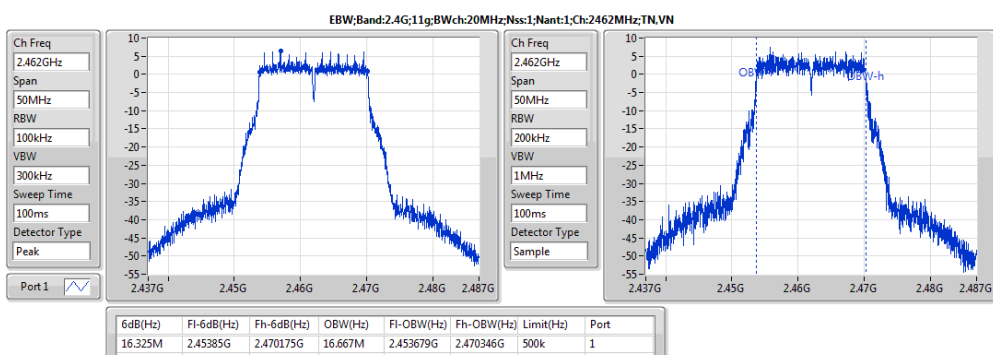 EBW;Band:2.4G;11g;BWch:20MHz;Nss:1;Nant:1;Ch:2462MHz;TN,VN
Ch Freq
2.462GHz
Span
50MHz
RBW
100kHz
VBW
300kHz
Sweep Time
100ms
Detector Type
Peak
Port 1
10
5
0
-5
-10
-15
-20
-25
-30
-35
-40
-45
-50
-55
2.437G 2.45G 2.46G 2.47G 2.48G 2.487G
Ch Freq
2.462GHz
Span
50MHz
RBW
200kHz
VBW
1MHz
Sweep Time
100ms
Detector Type
Sample
10
5
0
-5
-10
-15
-20
-25
-30
-35
-40
-45
-50
-55
2.437G 2.45G 2.46G 2.47G 2.48G 2.487G
6dB(Hz) Fl-6dB(Hz) Fh-6dB(Hz) OBW(Hz) Fl-OBW(Hz) Fh-OBW(Hz) Limit(Hz) Port
16.325M 2.45385G 2.470175G 16.667M 2.453679G 2.470346G 500k 1